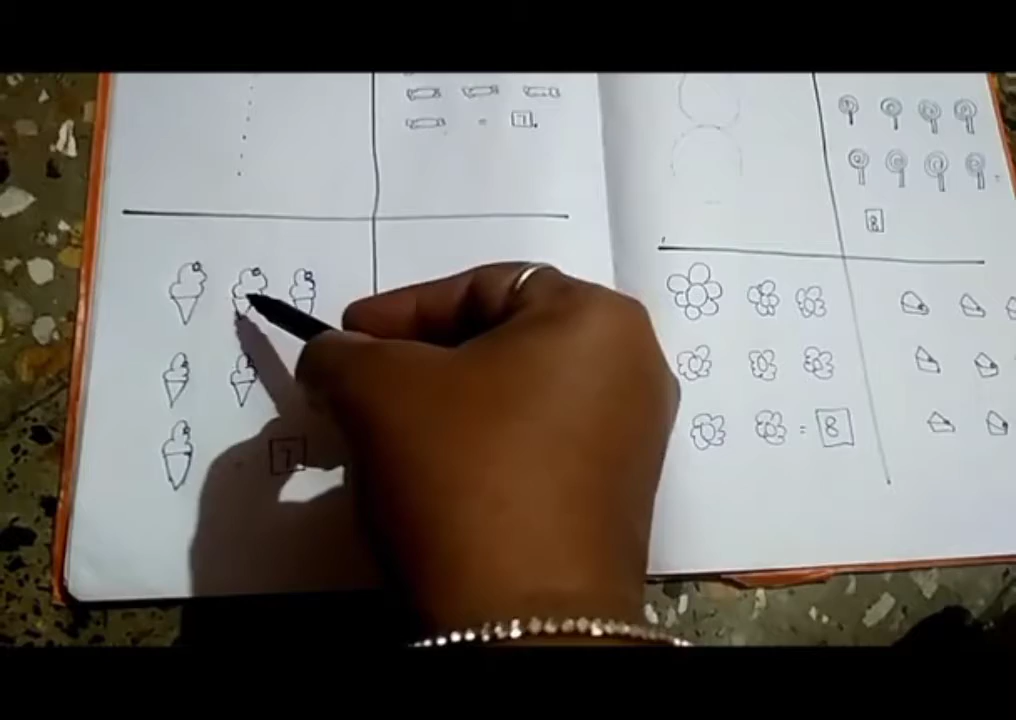 = 7.
7
8
= 8